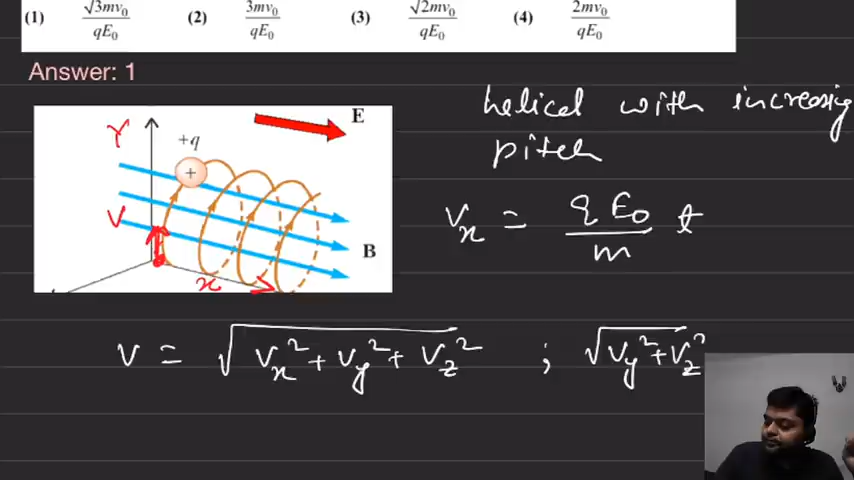 (1) √3mv₀/qE₀ (2) 3mv₀/qE₀ (3) √2mv₀/qE₀ (4) 2mv₀/qE₀
Answer: 1
helical with increasing
pitch
Y
+q
+
E
V
B
x
Vx = qE₀/m t
V = √(Vx² + Vy² + Vz²) ; √(Vy² + Vz²